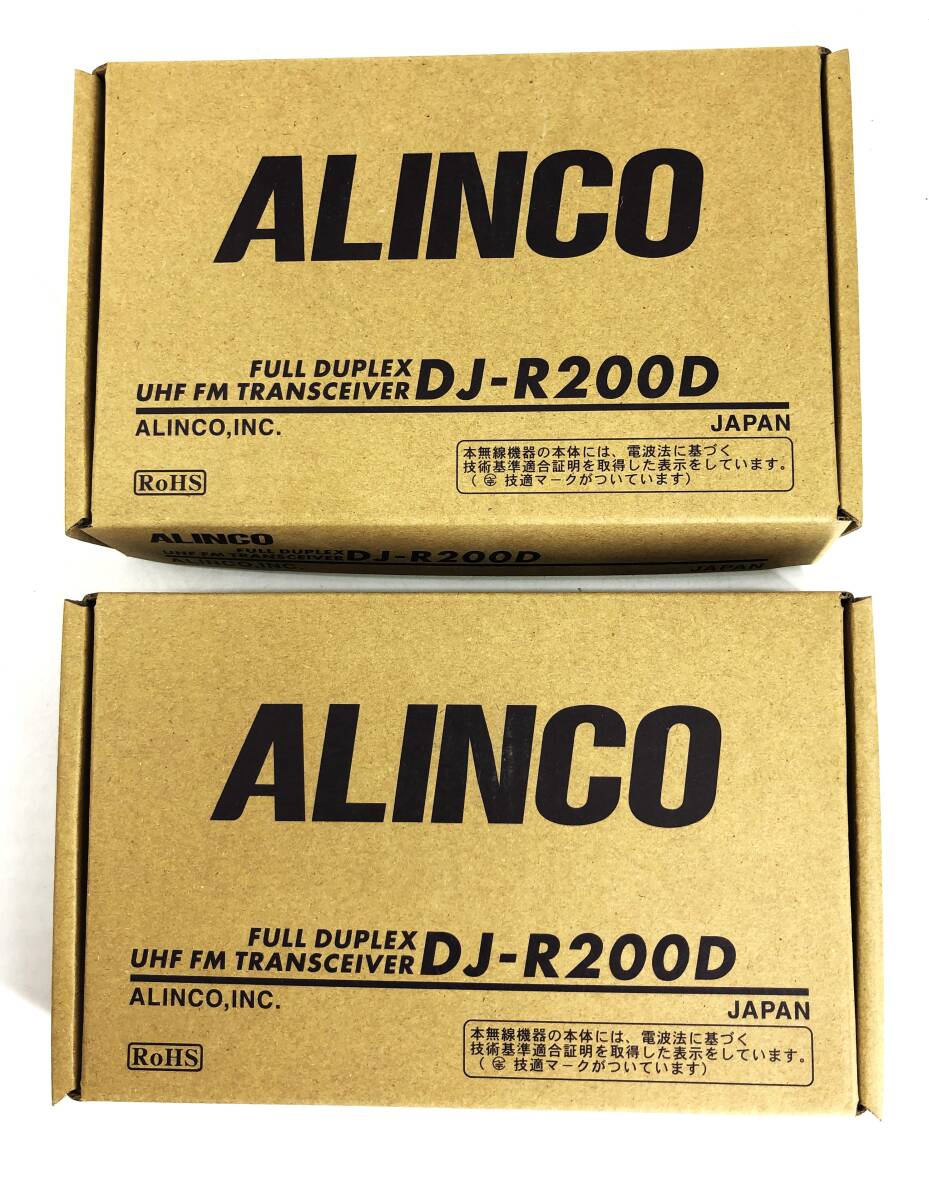 ALINCO
FULL DUPLEX
UHF FM TRANSCEIVER DJ-R200D
ALINCO,INC.
JAPAN
本無線機器の本体には、電波法に基づく
技術基準適合証明を取得した表示をしています。
( 技適マークがついています)
RoHS
ALINCO
FULL DUPLEX
UHF FM TRANSCEIVER DJ-R200D
ALINCO,INC.
JAPAN
ALINCO
FULL DUPLEX
UHF FM TRANSCEIVER DJ-R200D
ALINCO,INC.
JAPAN
本無線機器の本体には、電波法に基づく
技術基準適合証明を取得した表示をしています。
( 技適マークがついています)
RoHS